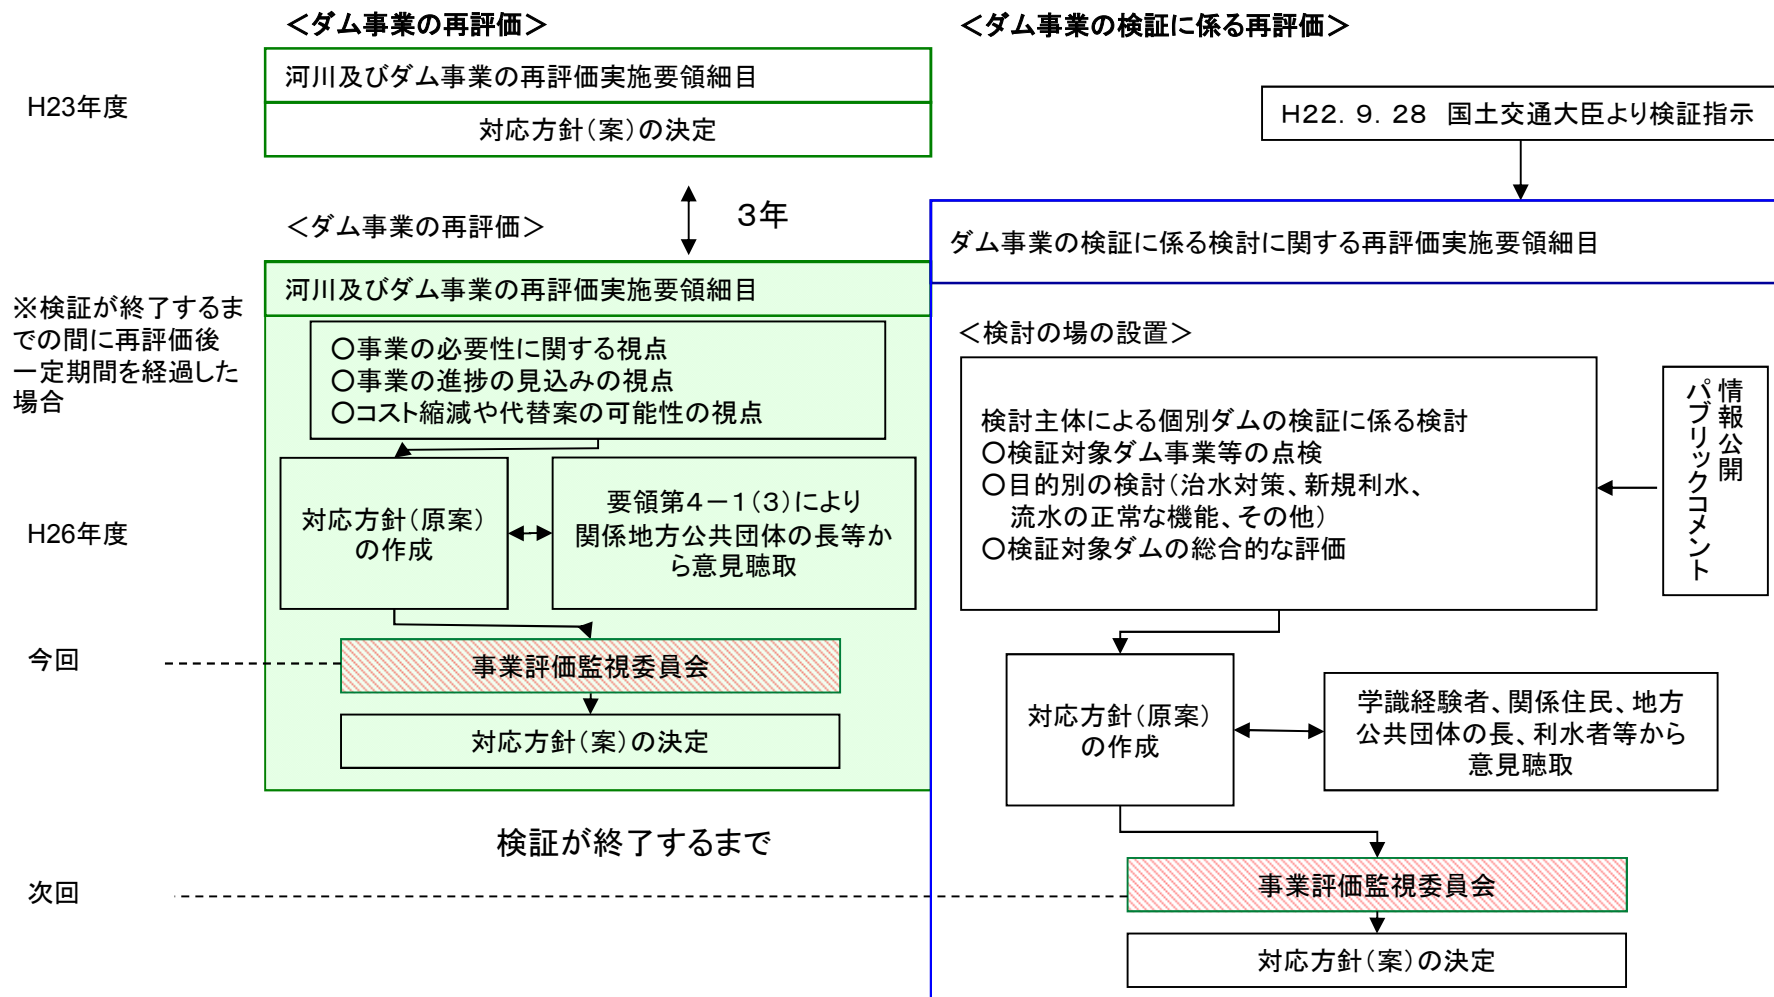 ＜ダム事業の再評価＞
＜ダム事業の検証に係る再評価＞
河川及びダム事業の再評価実施要領細目
H23年度
対応方針（案）の決定
H22．9．28　国土交通大臣より検証指示
3年
＜ダム事業の再評価＞
ダム事業の検証に係る検討に関する再評価実施要領細目
河川及びダム事業の再評価実施要領細目
※検証が終了するま
での間に再評価後
一定期間を経過した
場合
○事業の必要性に関する視点
○事業の進捗の見込みの視点
○コスト縮減や代替案の可能性の視点
＜検討の場の設置＞
検討主体による個別ダムの検証に係る検討
○検証対象ダム事業等の点検
○目的別の検討（治水対策、新規利水、
流水の正常な機能、その他）
○検証対象ダムの総合的な評価
情報公開
パブリックコメント
H26年度
対応方針（原案）
の作成
要領第4－1（3）により
関係地方公共団体の長等か
ら意見聴取
今回
事業評価監視委員会
対応方針（案）の決定
対応方針（原案）
の作成
学識経験者、関係住民、地方
公共団体の長、利水者等から
意見聴取
検証が終了するまで
次回
事業評価監視委員会
対応方針（案）の決定